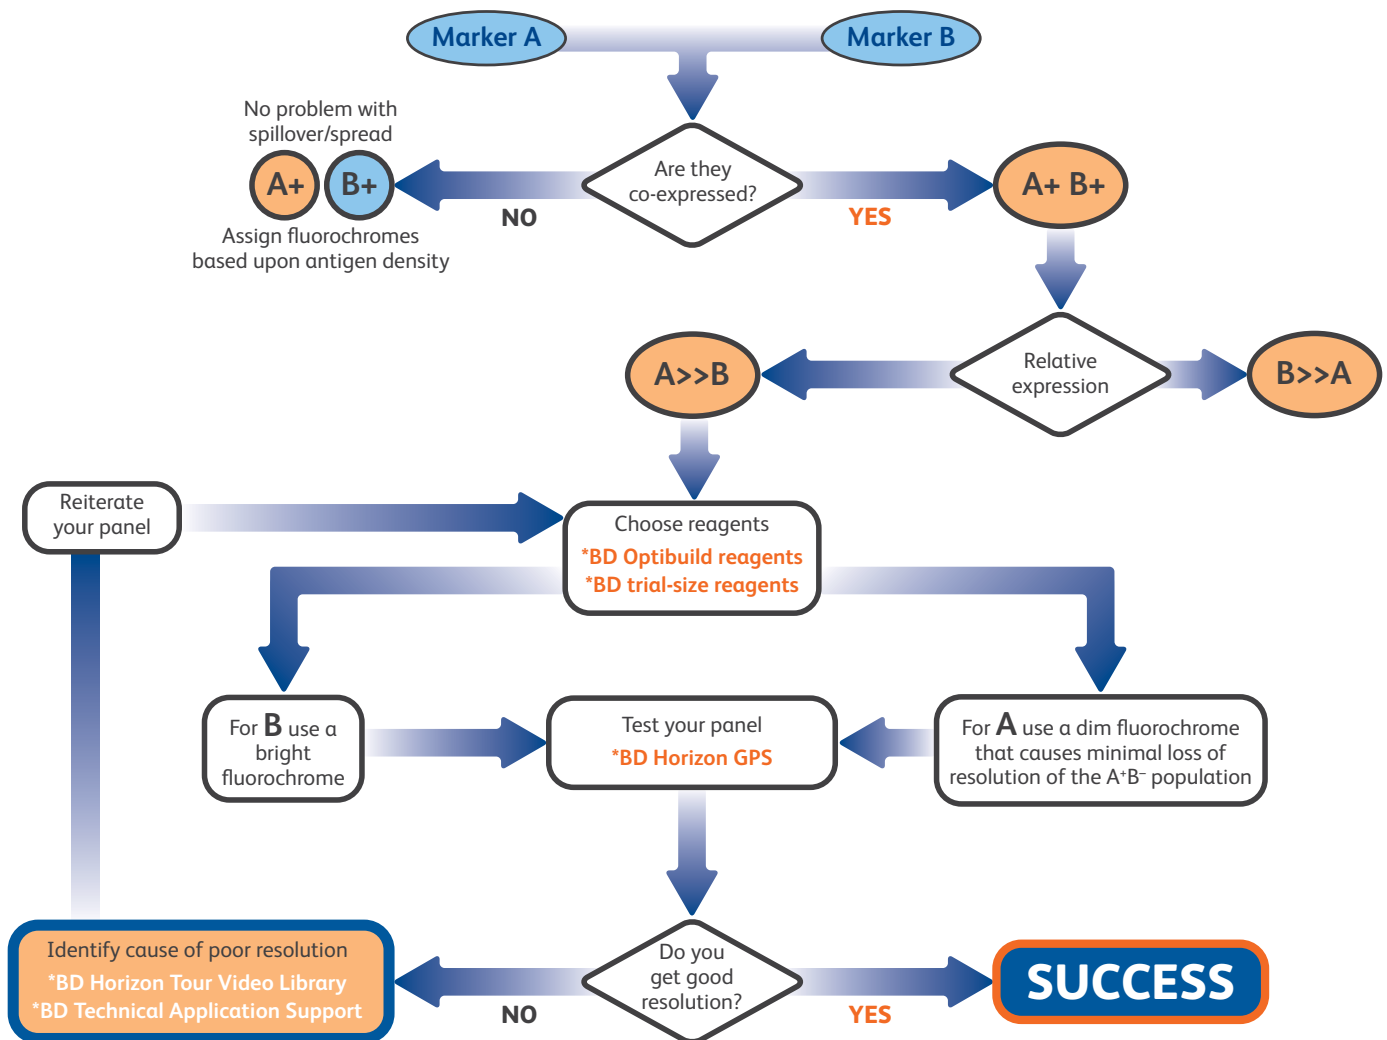 Marker A
Marker B
No problem with
spillover/spread
A+
B+
Assign fluorochromes
based upon antigen density
NO
Are they
co-expressed?
YES
A+ B+
A>>B
Relative
expression
B>>A
Reiterate
your panel
Choose reagents
*BD Optibuild reagents
*BD trial-size reagents
For B use a
bright
fluorochrome
Test your panel
*BD Horizon GPS
For A use a dim fluorochrome
that causes minimal loss of
resolution of the A⁺B⁻ population
Identify cause of poor resolution
*BD Horizon Tour Video Library
*BD Technical Application Support
NO
Do you
get good
resolution?
YES
SUCCESS